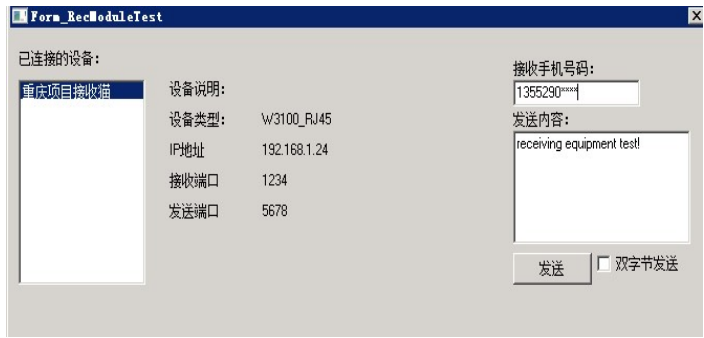 Form_RecModuleTest
已连接的设备：
重庆项目接收猫
设备说明：
设备类型： W3100_RJ45
IP地址 192.168.1.24
接收端口 1234
发送端口 5678
接收手机号码：
1355290****
发送内容：
receiving equipment test!
发送
双字节发送